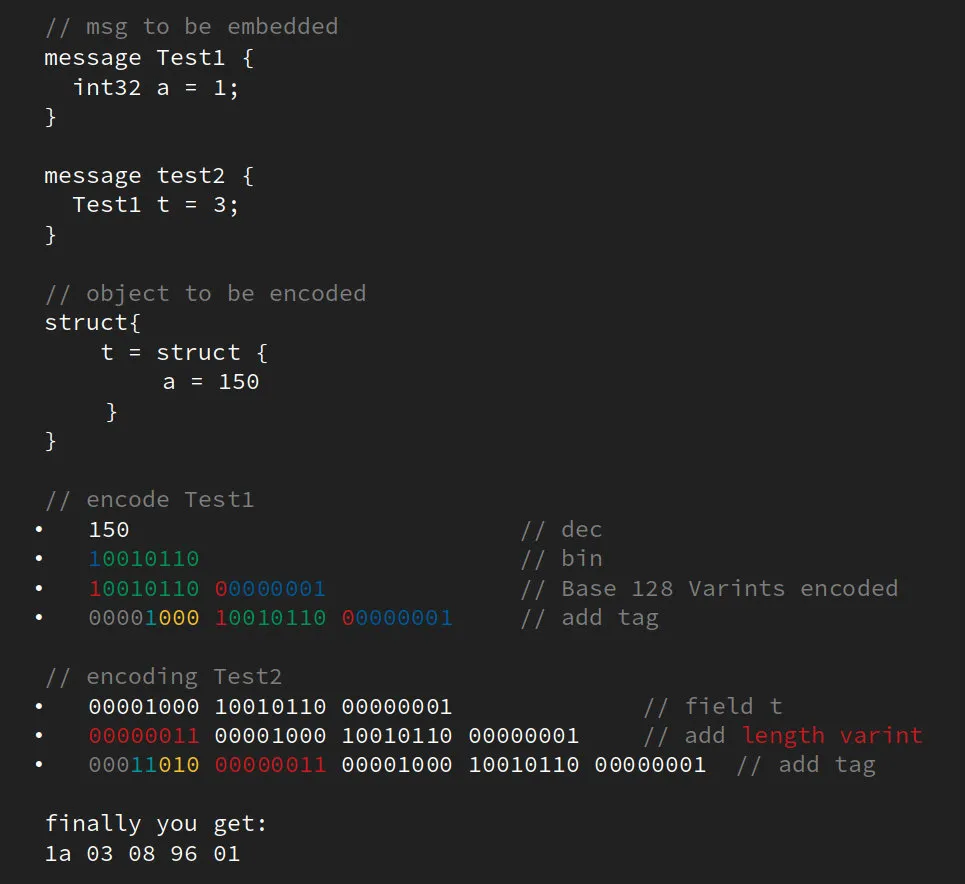 // msg to be embedded
message Test1 {
  int32 a = 1;
}

message test2 {
  Test1 t = 3;
}

// object to be encoded
struct{
    t = struct {
        a = 150
    }
}

// encode Test1
• 150 // dec
• 10010110 // bin
• 10010110 00000001 // Base 128 Varints encoded
• 00001000 10010110 00000001 // add tag

// encoding Test2
• 00001000 10010110 00000001 // field t
• 00000011 00001000 10010110 00000001 // add length varint
• 00011010 00000011 00001000 10010110 00000001 // add tag

finally you get:
1a 03 08 96 01